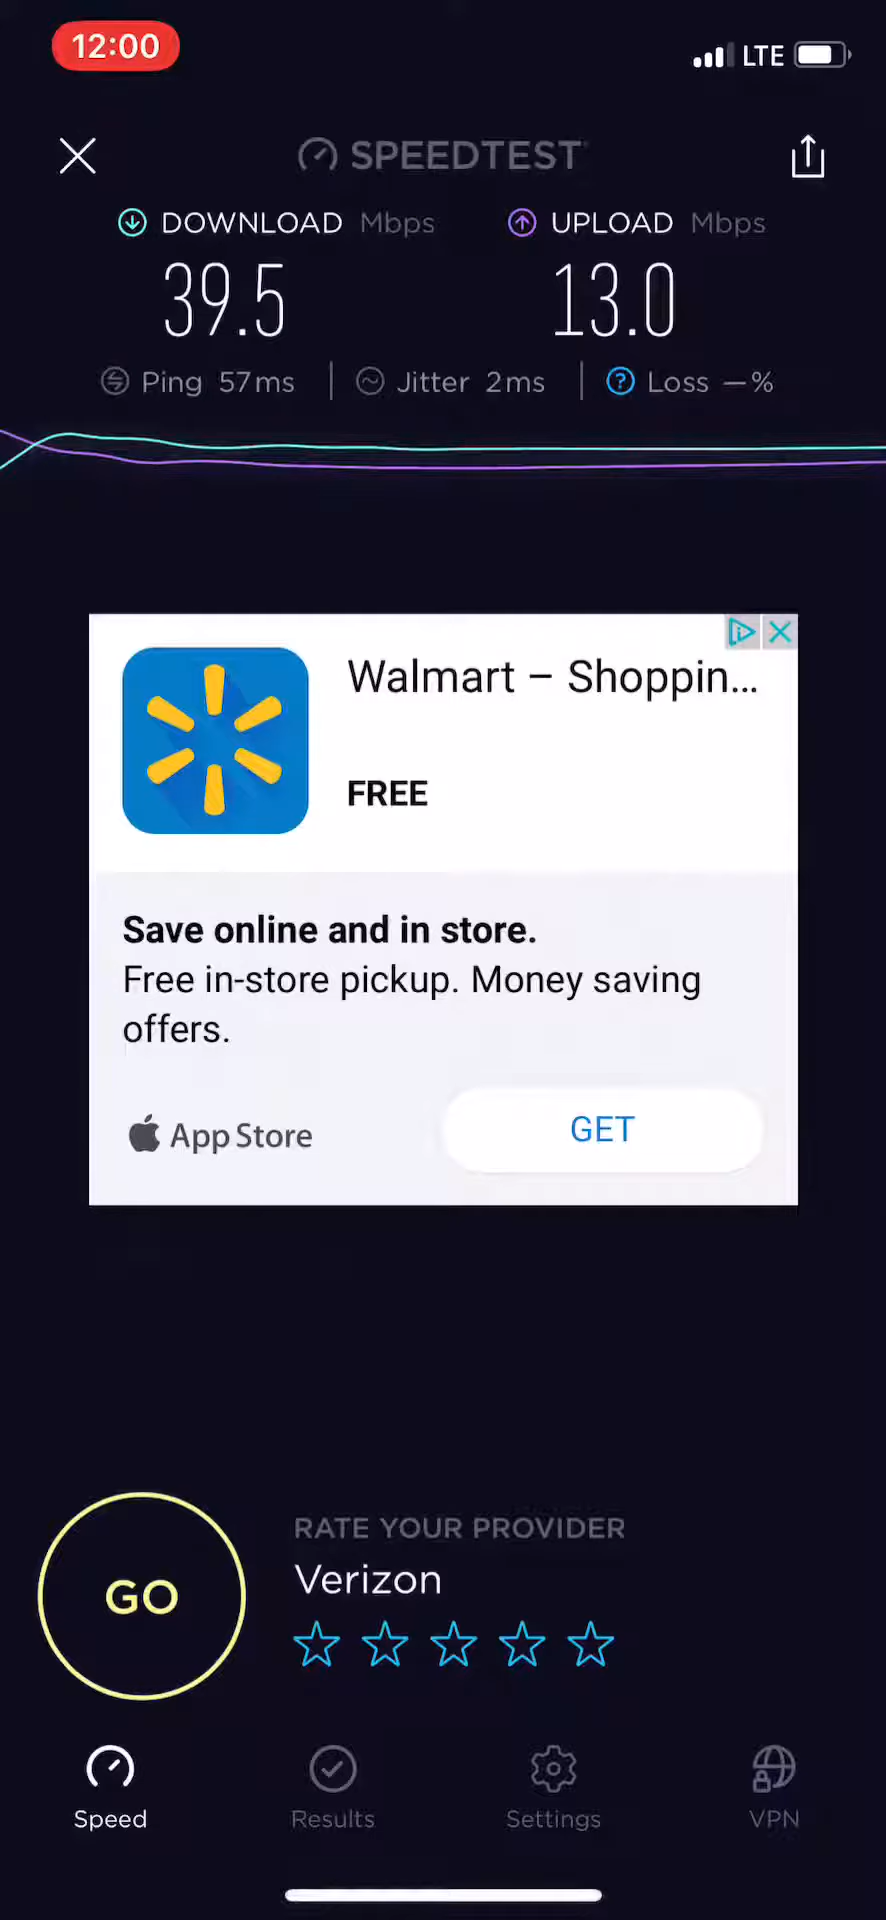 12:00
LTE
SPEEDTEST
DOWNLOAD Mbps
UPLOAD Mbps
39.5
13.0
Ping 57ms
Jitter 2ms
Loss —%
Walmart – Shoppin...
FREE
Save online and in store.
Free in-store pickup. Money saving
offers.
App Store
GET
GO
RATE YOUR PROVIDER
Verizon
Speed
Results
Settings
VPN